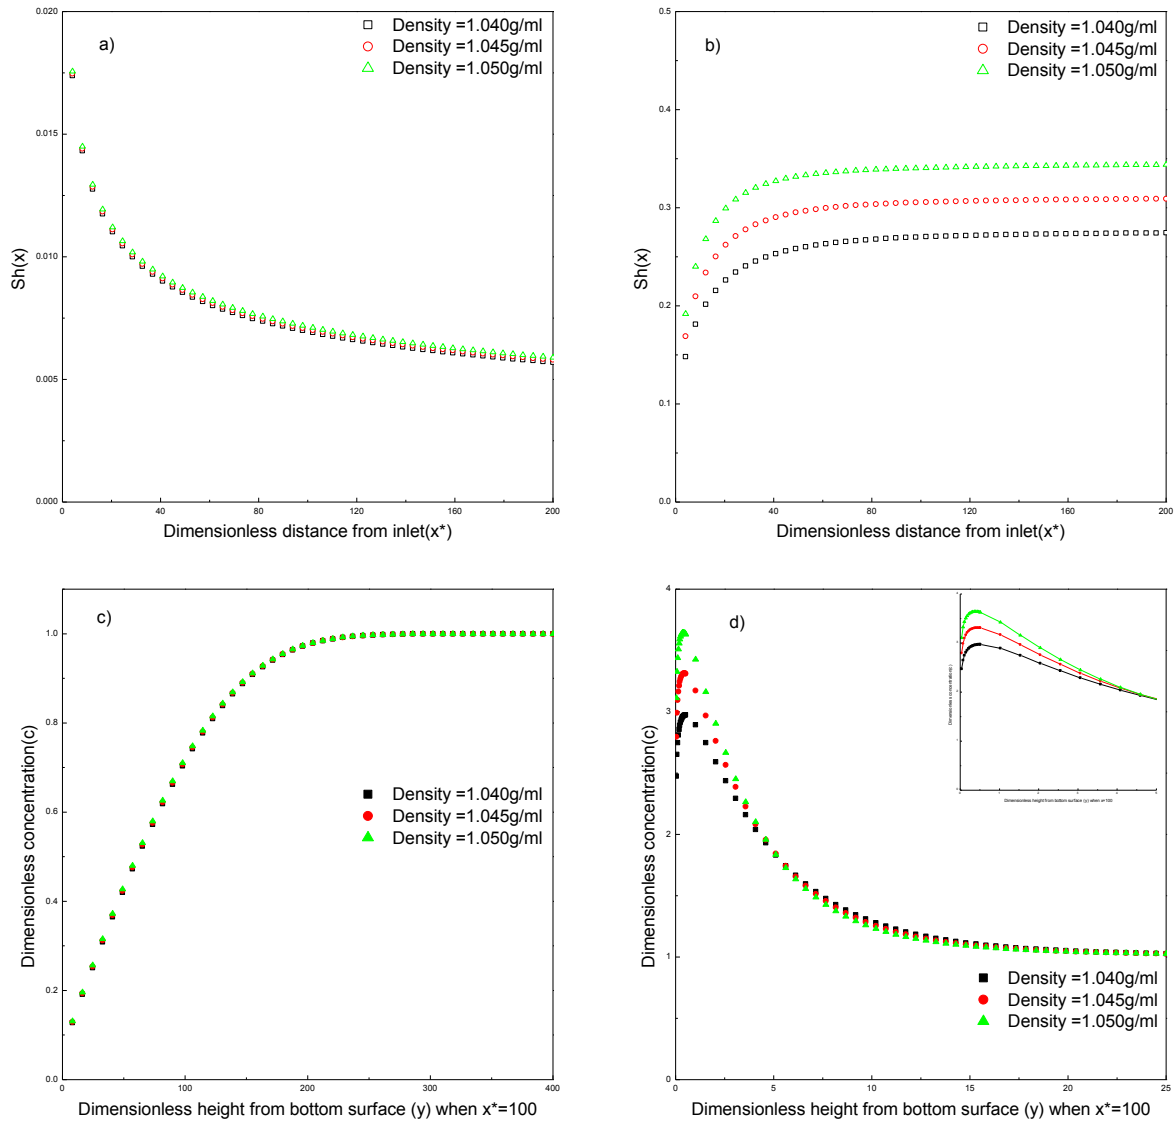 0.020
0.015
0.010
0.005
0.000
Sh(x)
a)
Density =1.040g/ml
Density =1.045g/ml
Density =1.050g/ml
0 40 80 120 160 200
Dimensionless distance from inlet(x*)
0.5
0.4
0.3
0.2
0.1
0.0
Sh(x)
b)
Density =1.040g/ml
Density =1.045g/ml
Density =1.050g/ml
0 40 80 120 160 200
Dimensionless distance from inlet(x*)
1.0
0.8
0.6
0.4
0.2
0.0
Dimensionless concentration(c)
c)
Density =1.040g/ml
Density =1.045g/ml
Density =1.050g/ml
0 100 200 300 400
Dimensionless height from bottom surface (y) when x*=100
4
3
2
1
0
Dimensionless concentration(c)
d)
Dimensionless height from bottom surface (y) when x=100
Density =1.040g/ml
Density =1.045g/ml
Density =1.050g/ml
0 5 10 15 20 25
Dimensionless height from bottom surface (y) when x*=100